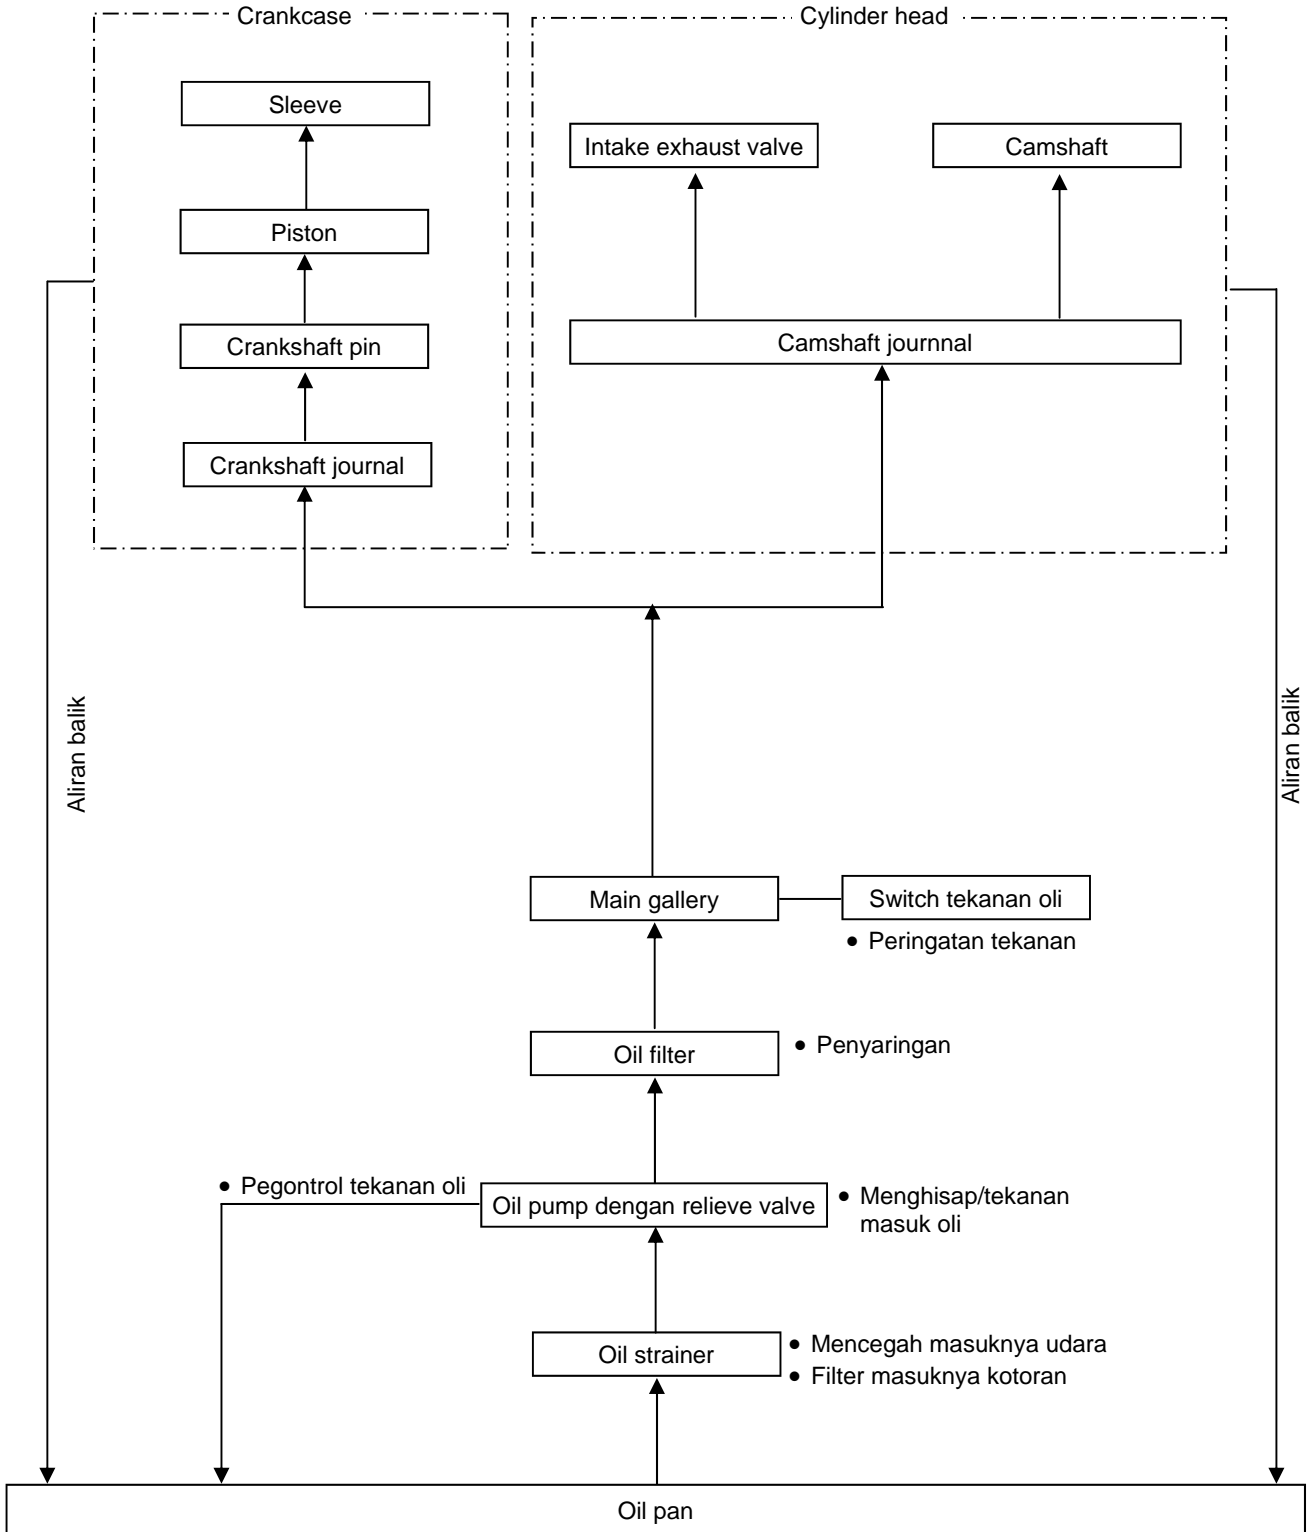 Crankcase
Cylinder head
Sleeve
Intake exhaust valve
Camshaft
Piston
Crankshaft pin
Camshaft journnal
Crankshaft journal
Aliran balik
Aliran balik
Main gallery
Switch tekanan oli
• Peringatan tekanan
Oil filter
• Penyaringan
• Pegontrol tekanan oli
Oil pump dengan relieve valve
• Menghisap/tekanan
masuk oli
Oil strainer
• Mencegah masuknya udara
• Filter masuknya kotoran
Oil pan